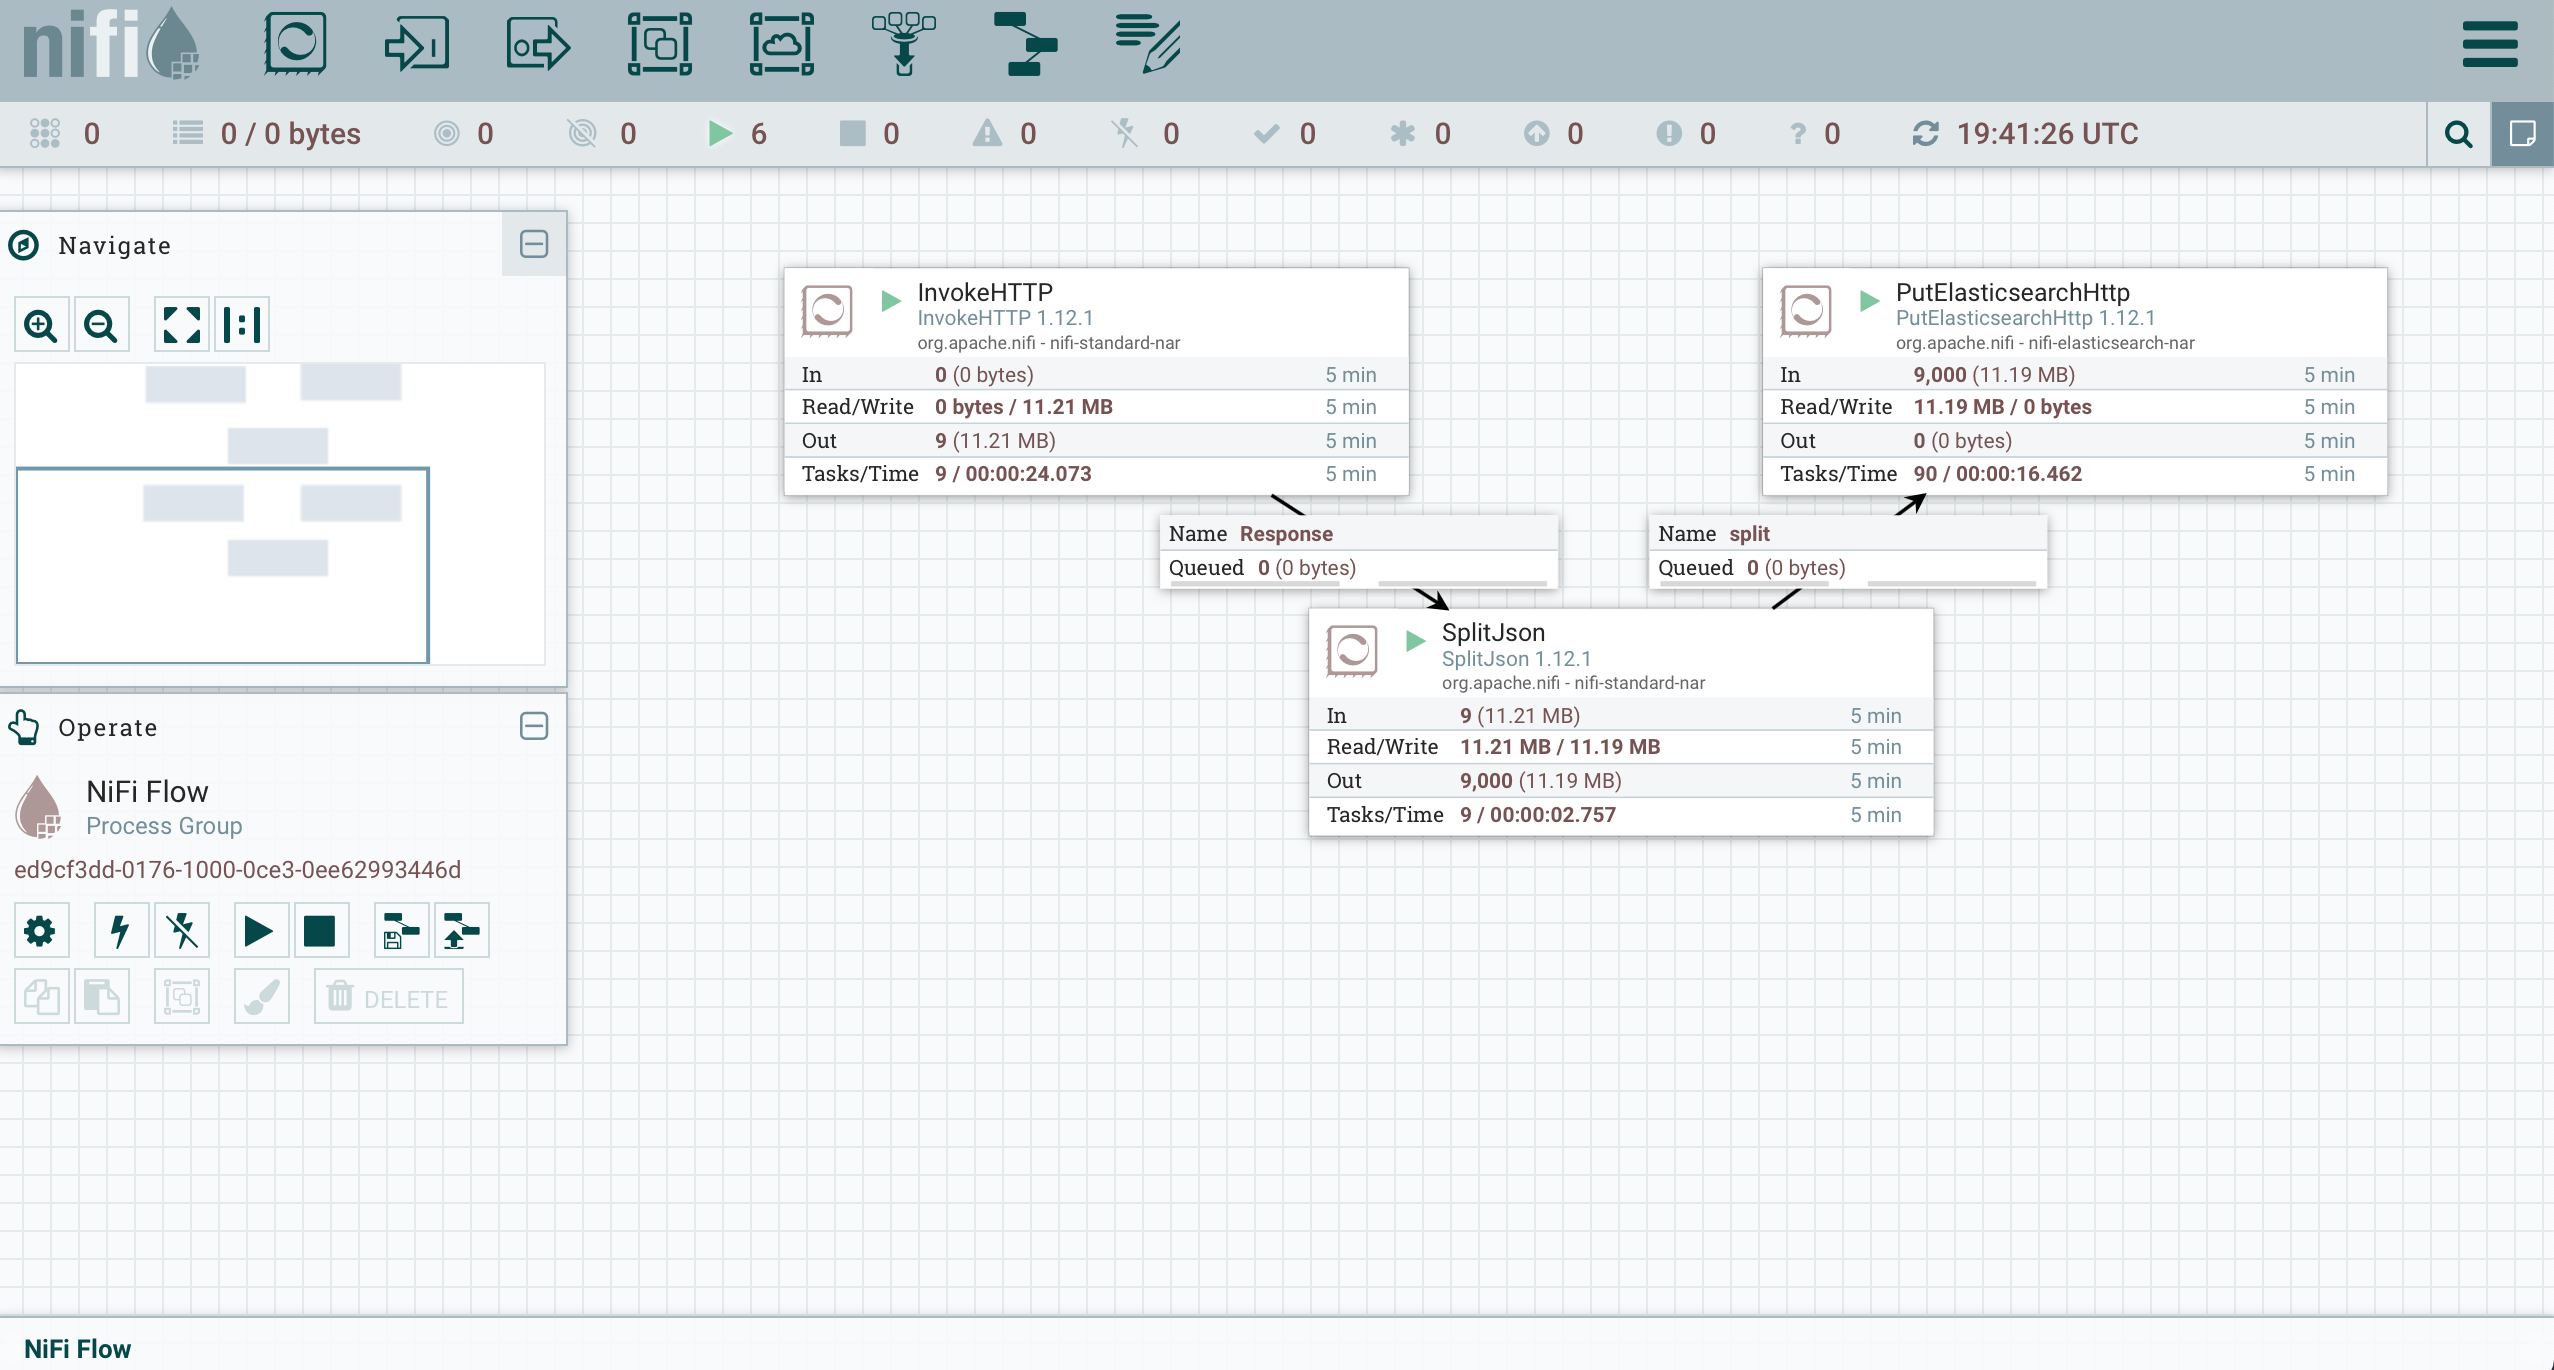 nifi
0 0 / 0 bytes 0 0 6 0 0 0 0 0 0 0 ? 0 19:41:26 UTC
Navigate
Operate
NiFi Flow
Process Group
ed9cf3dd-0176-1000-0ce3-0ee62993446d
DELETE
InvokeHTTP
InvokeHTTP 1.12.1
org.apache.nifi - nifi-standard-nar
In 0 (0 bytes) 5 min
Read/Write 0 bytes / 11.21 MB 5 min
Out 9 (11.21 MB) 5 min
Tasks/Time 9 / 00:00:24.073 5 min
PutElasticsearchHttp
PutElasticsearchHttp 1.12.1
org.apache.nifi - nifi-elasticsearch-nar
In 9,000 (11.19 MB) 5 min
Read/Write 11.19 MB / 0 bytes 5 min
Out 0 (0 bytes) 5 min
Tasks/Time 90 / 00:00:16.462 5 min
Name Response
Queued 0 (0 bytes)
Name split
Queued 0 (0 bytes)
SplitJson
SplitJson 1.12.1
org.apache.nifi - nifi-standard-nar
In 9 (11.21 MB) 5 min
Read/Write 11.21 MB / 11.19 MB 5 min
Out 9,000 (11.19 MB) 5 min
Tasks/Time 9 / 00:00:02.757 5 min
NiFi Flow